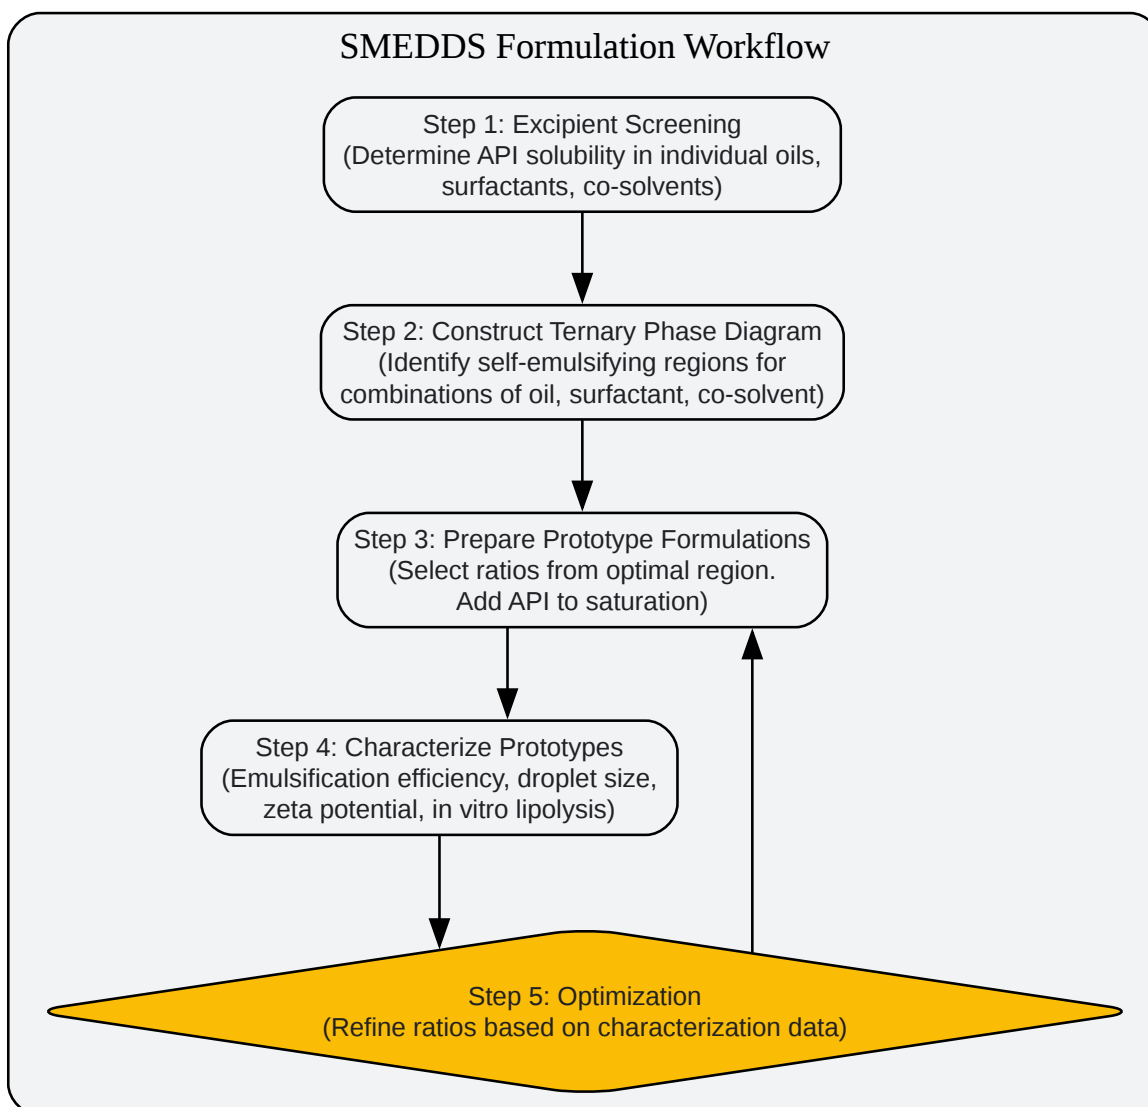 SMEDDS Formulation Workflow
Step 1: Excipient Screening
(Determine API solubility in individual oils,
surfactants, co-solvents)
Step 2: Construct Ternary Phase Diagram
(Identify self-emulsifying regions for
combinations of oil, surfactant, co-solvent)
Step 3: Prepare Prototype Formulations
(Select ratios from optimal region.
Add API to saturation)
Step 4: Characterize Prototypes
(Emulsification efficiency, droplet size,
zeta potential, in vitro lipolysis)
Step 5: Optimization
(Refine ratios based on characterization data)